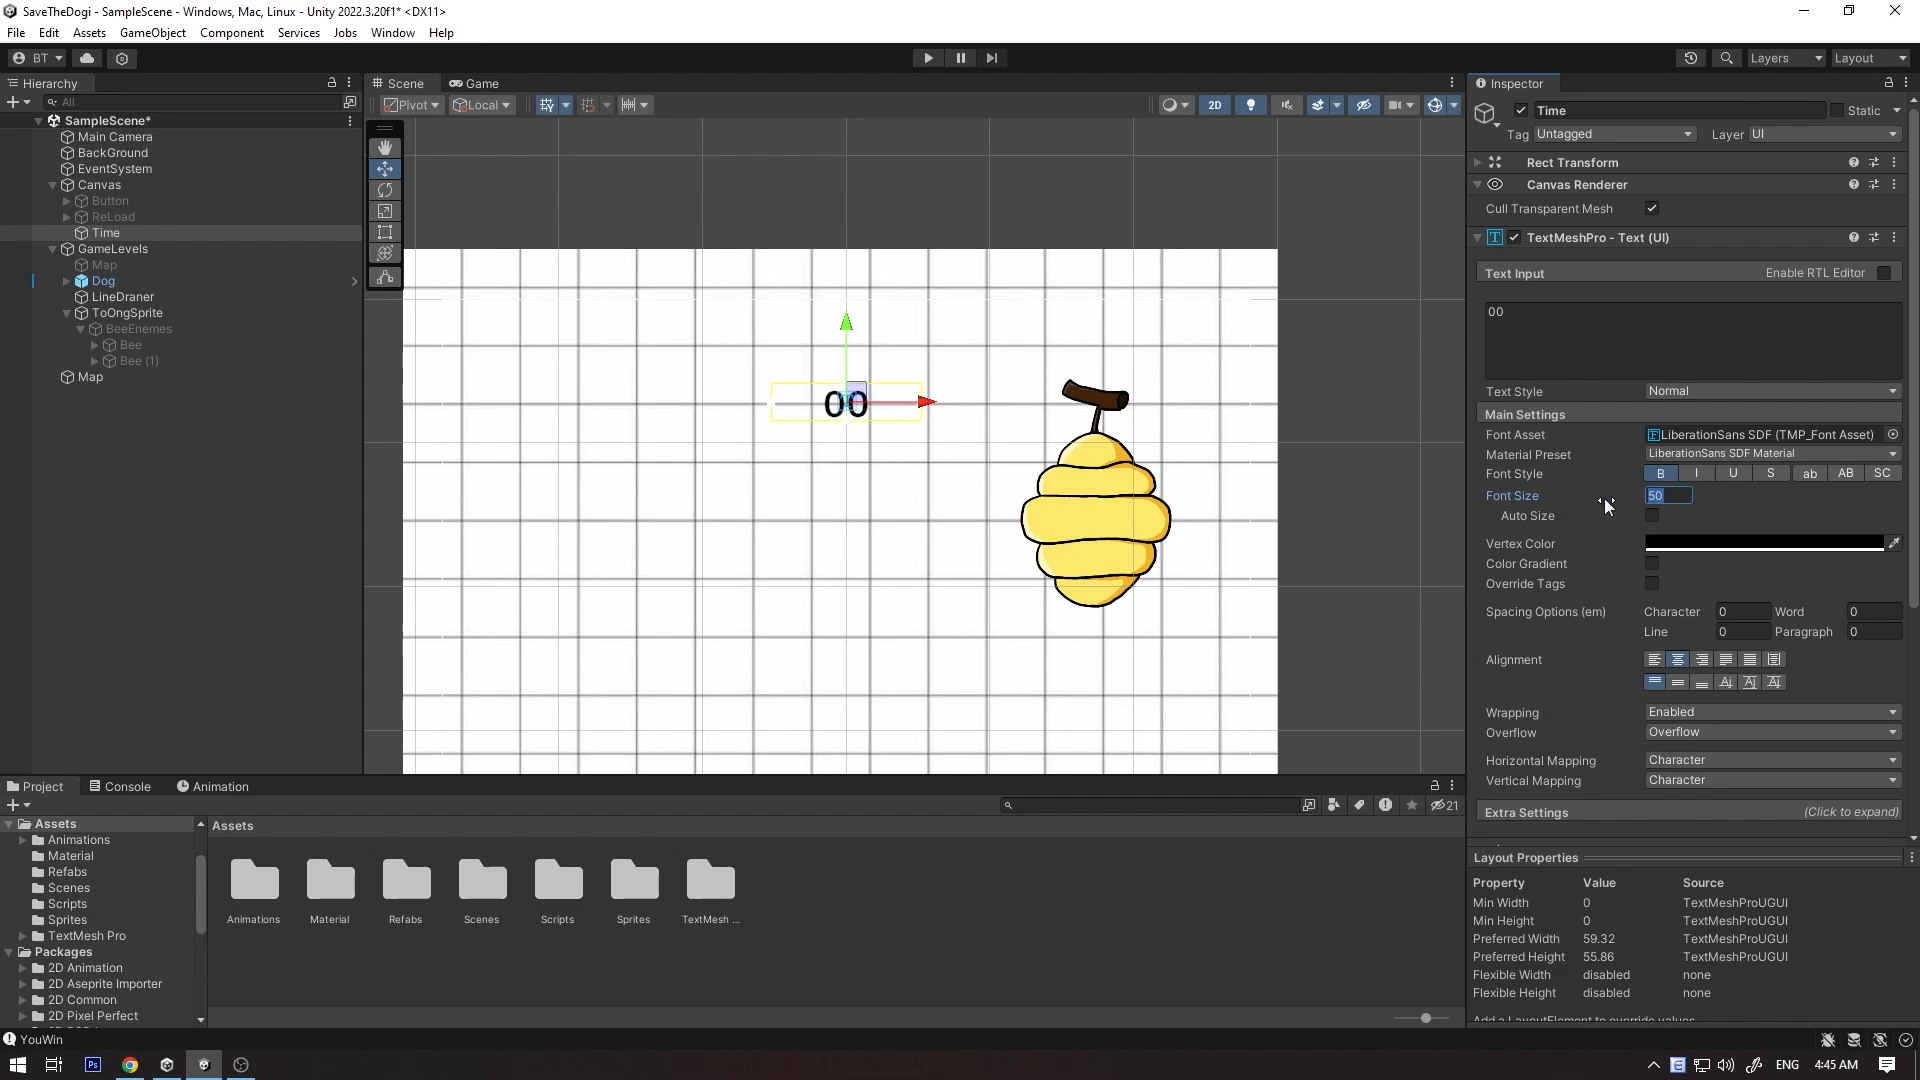 SaveTheDogi - SampleScene - Windows, Mac, Linux - Unity 2022.3.20f1* <DX11>
File Edit Assets GameObject Component Services Jobs Window Help
BT
Layers Layout
Hierarchy
All
SampleScene*
Main Camera
BackGround
EventSystem
Canvas
Button
ReLoad
Time
GameLevels
Map
Dog
LineDraner
ToOngSprite
BeeEnemes
Bee
Bee (1)
Map
Scene Game
Pivot Local
2D
00
Inspector
Time Static
Tag Untagged Layer UI
Rect Transform
Canvas Renderer
Cull Transparent Mesh
TextMeshPro - Text (UI)
Text Input Enable RTL Editor
00
Text Style Normal
Main Settings
Font Asset LiberationSans SDF (TMP_Font Asset)
Material Preset LiberationSans SDF Material
Font Style B I U S ab AB SC
Font Size 50
Auto Size
Vertex Color
Color Gradient
Override Tags
Spacing Options (em) Character 0 Word 0
Line 0 Paragraph 0
Alignment
Wrapping Enabled
Overflow Overflow
Horizontal Mapping Character
Vertical Mapping Character
Extra Settings (Click to expand)
Layout Properties
Property Value Source
Min Width 0 TextMeshProUGUI
Min Height 0 TextMeshProUGUI
Preferred Width 59.32 TextMeshProUGUI
Preferred Height 55.86 TextMeshProUGUI
Flexible Width disabled none
Flexible Height disabled none
Add a LayoutElement to override values
Project Console Animation
21
Assets
Animations
Material
Refabs
Scenes
Scripts
Sprites
TextMesh Pro
Packages
2D Animation
2D Aseprite Importer
2D Common
2D Pixel Perfect
Assets
Animations Material Refabs Scenes Scripts Sprites TextMesh ...
YouWin
ENG 4:45 AM